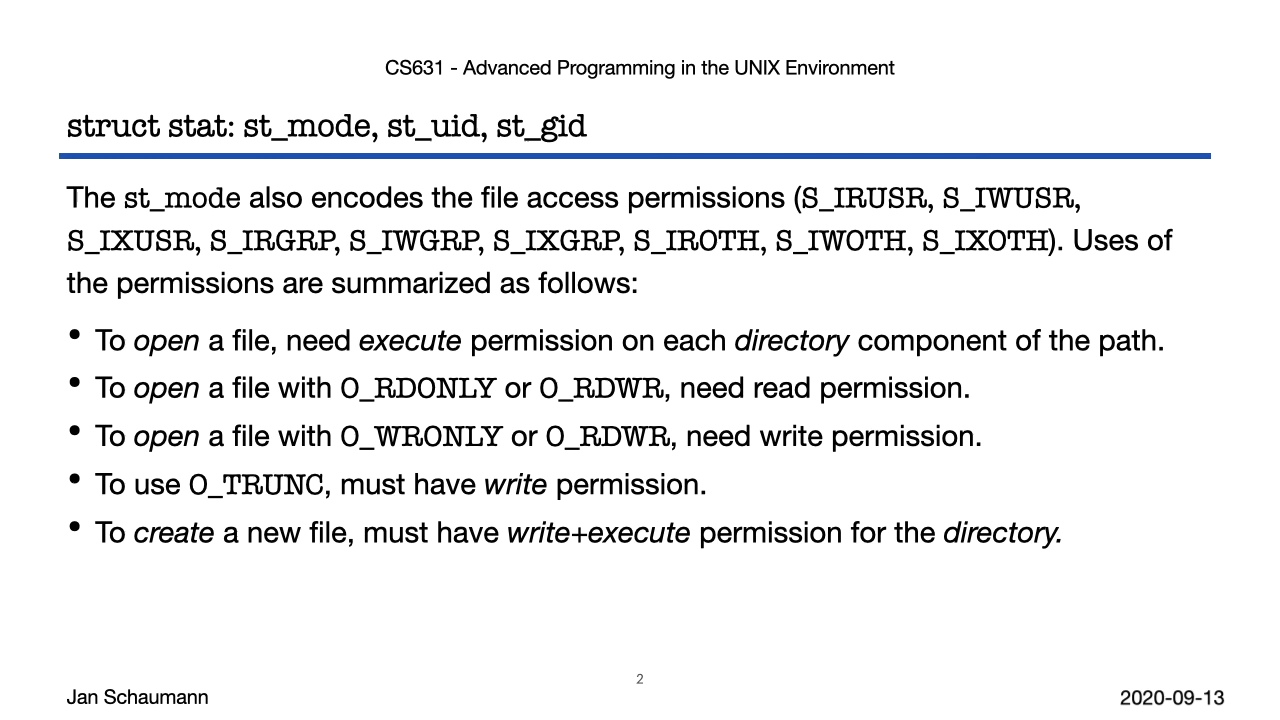 CS631 - Advanced Programming in the UNIX Environment
struct stat: st_mode, st_uid, st_gid
The st_mode also encodes the file access permissions (S_IRUSR, S_IWUSR,
S_IXUSR, S_IRGRP, S_IWGRP, S_IXGRP, S_IROTH, S_IWOTH, S_IXOTH). Uses of
the permissions are summarized as follows:
• To open a file, need execute permission on each directory component of the path.
• To open a file with O_RDONLY or O_RDWR, need read permission.
• To open a file with O_WRONLY or O_RDWR, need write permission.
• To use O_TRUNC, must have write permission.
• To create a new file, must have write+execute permission for the directory.
2
Jan Schaumann
2020-09-13